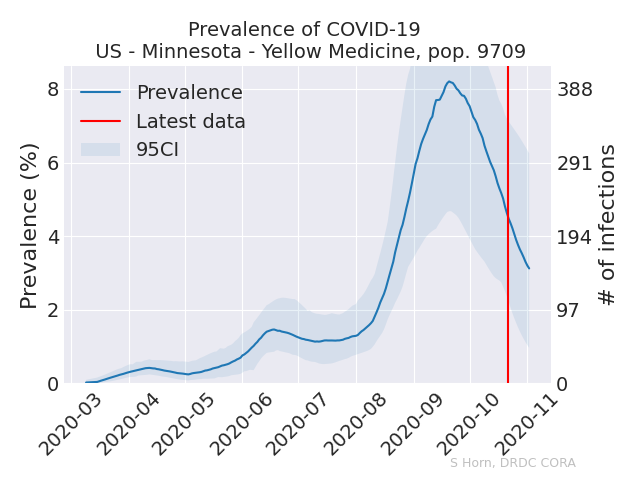 Prevalence of COVID-19
US - Minnesota - Yellow Medicine, pop. 9709
Prevalence
Latest data
95CI
Prevalence (%)
8
6
4
2
0
# of infections
388
291
194
97
0
2020-03
2020-04
2020-05
2020-06
2020-07
2020-08
2020-09
2020-10
2020-11
S Horn, DRDC CORA